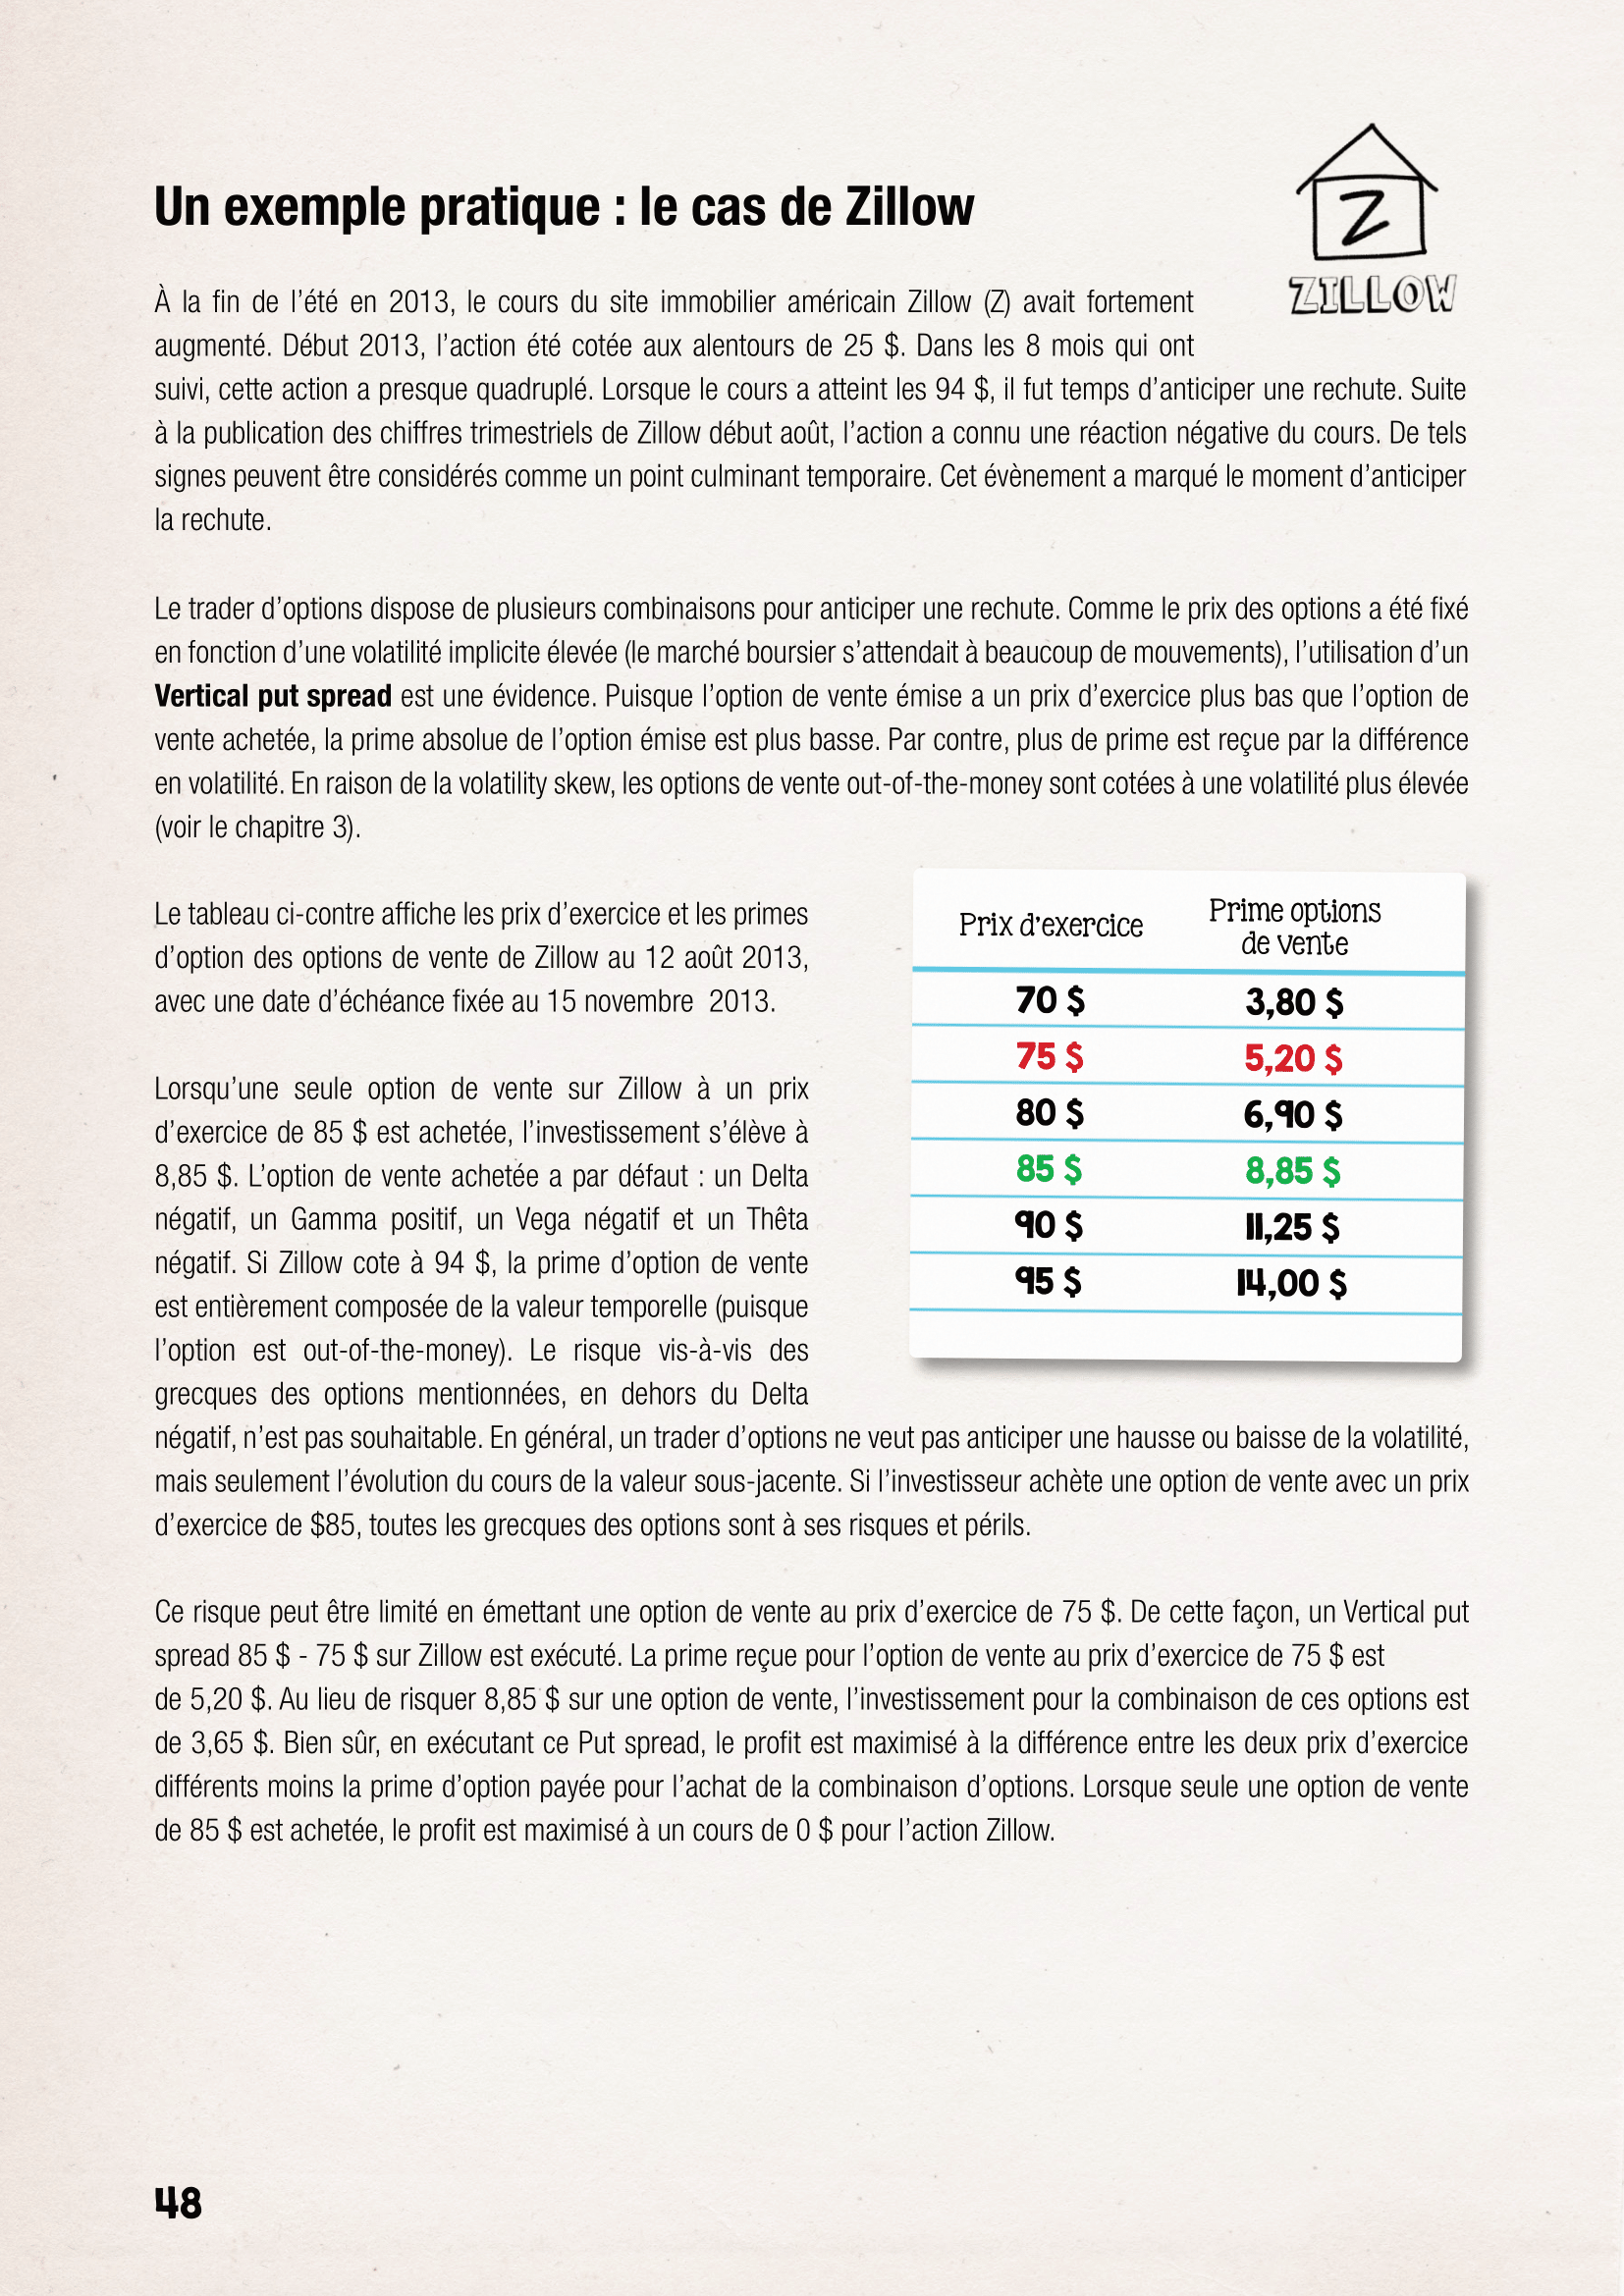 Un exemple pratique : le cas de Zillow
ZILLOW
Z
À la fin de l'été en 2013, le cours du site immobilier américain Zillow (Z) avait fortement
augmenté. Début 2013, l'action été cotée aux alentours de 25 $. Dans les 8 mois qui ont
suivi, cette action a presque quadruplé. Lorsque le cours a atteint les 94 $, il fut temps d'anticiper une rechute. Suite
à la publication des chiffres trimestriels de Zillow début août, l'action a connu une réaction négative du cours. De tels
signes peuvent être considérés comme un point culminant temporaire. Cet évènement a marqué le moment d'anticiper
la rechute.
Le trader d'options dispose de plusieurs combinaisons pour anticiper une rechute. Comme le prix des options a été fixé
en fonction d'une volatilité implicite élevée (le marché boursier s'attendait à beaucoup de mouvements), l'utilisation d'un
Vertical put spread est une évidence. Puisque l'option de vente émise a un prix d'exercice plus bas que l'option de
vente achetée, la prime absolue de l'option émise est plus basse. Par contre, plus de prime est reçue par la différence
en volatilité. En raison de la volatility skew, les options de vente out-of-the-money sont cotées à une volatilité plus élevée
(voir le chapitre 3).
Le tableau ci-contre affiche les prix d'exercice et les primes
d'option des options de vente de Zillow au 12 août 2013,
avec une date d'échéance fixée au 15 novembre 2013.
Lorsqu'une seule option de vente sur Zillow à un prix
d'exercice de 85 $ est achetée, l'investissement s'élève à
8,85 $. L'option de vente achetée a par défaut : un Delta
négatif, un Gamma positif, un Vega négatif et un Thêta
négatif. Si Zillow cote à 94 $, la prime d'option de vente
est entièrement composée de la valeur temporelle (puisque
l'option est out-of-the-money). Le risque vis-à-vis des
grecques des options mentionnées, en dehors du Delta
négatif, n'est pas souhaitable. En général, un trader d'options ne veut pas anticiper une hausse ou baisse de la volatilité,
mais seulement l'évolution du cours de la valeur sous-jacente. Si l'investisseur achète une option de vente avec un prix
d'exercice de $85, toutes les grecques des options sont à ses risques et périls.
Prix d'exercice Prime options
de vente
70 $ 3,80 $
75 $ 5,20 $
80 $ 6,90 $
85 $ 8,85 $
90 $ 11,25 $
95 $ 14,00 $
Ce risque peut être limité en émettant une option de vente au prix d'exercice de 75 $. De cette façon, un Vertical put
spread 85 $ - 75 $ sur Zillow est exécuté. La prime reçue pour l'option de vente au prix d'exercice de 75 $ est
de 5,20 $. Au lieu de risquer 8,85 $ sur une option de vente, l'investissement pour la combinaison de ces options est
de 3,65 $. Bien sûr, en exécutant ce Put spread, le profit est maximisé à la différence entre les deux prix d'exercice
différents moins la prime d'option payée pour l'achat de la combinaison d'options. Lorsque seule une option de vente
de 85 $ est achetée, le profit est maximisé à un cours de 0 $ pour l'action Zillow.
48